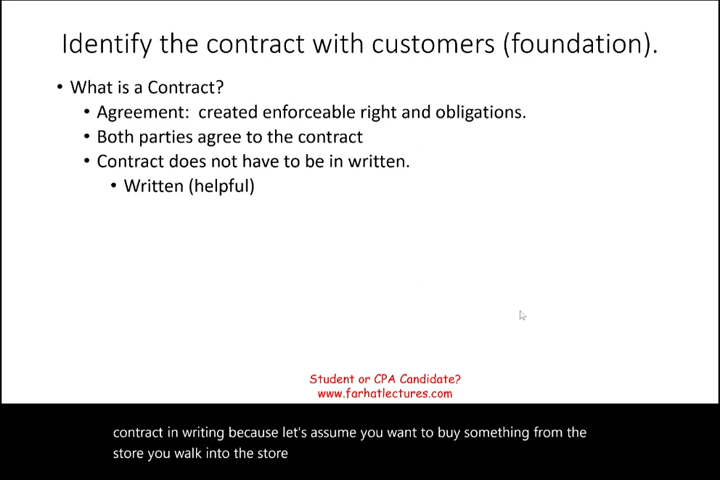 Identify the contract with customers (foundation).
• What is a Contract?
• Agreement: created enforceable right and obligations.
• Both parties agree to the contract
• Contract does not have to be in written.
• Written (helpful)
Student or CPA Candidate?
www.farhatlectures.com
contract in writing because let's assume you want to buy something from the
store you walk into the store